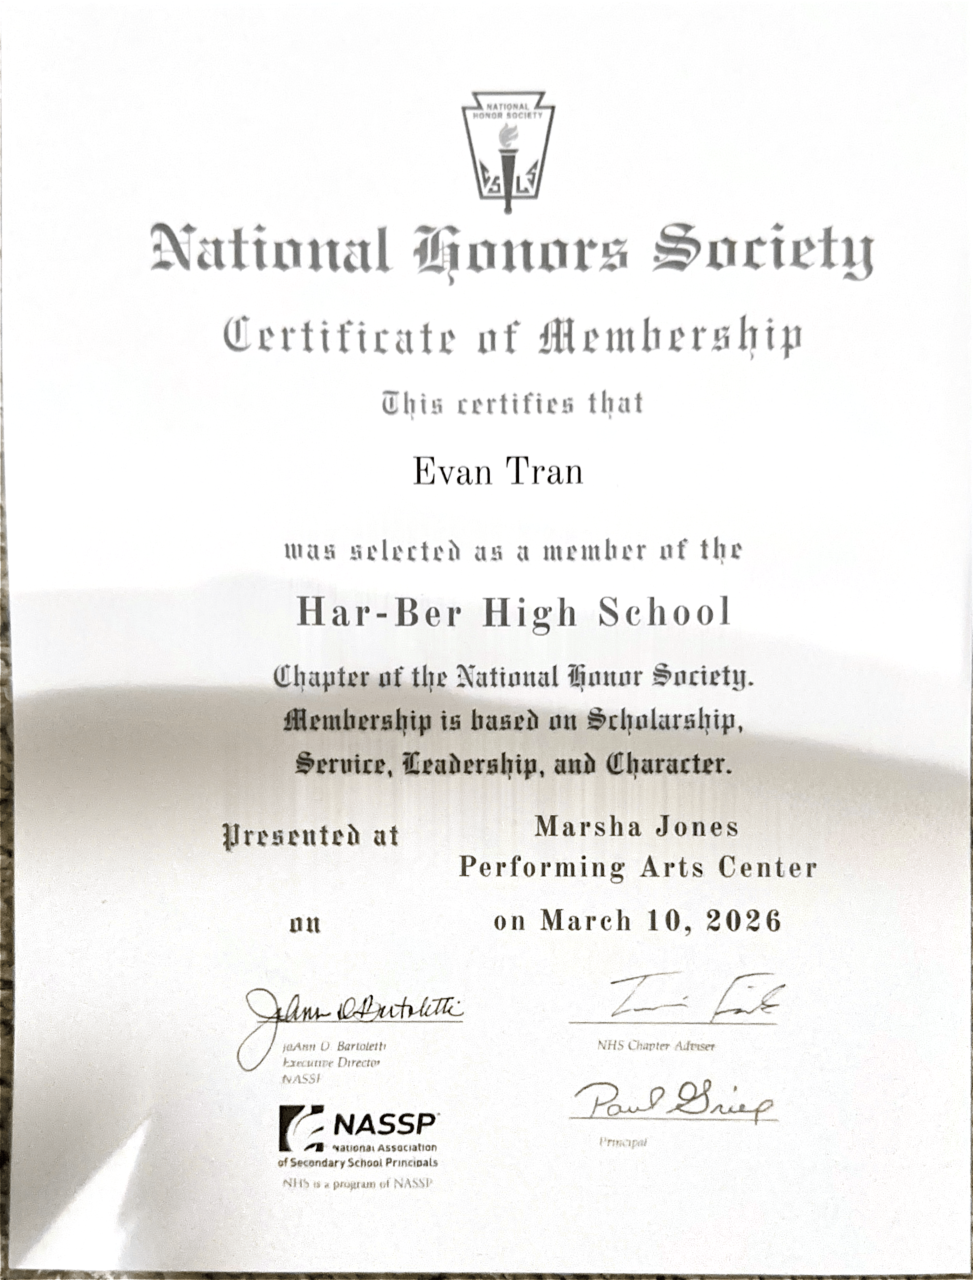 NATIONAL
HONOR SOCIETY
C S L S
National Honors Society
Certificate of Membership
This certifies that
Evan Tran
was selected as a member of the
Har-Ber High School
Chapter of the National Honor Society.
Membership is based on Scholarship,
Service, Leadership, and Character.
Presented at
Marsha Jones
Performing Arts Center
on
on March 10, 2026
JoAnn D. Bartoletti
JoAnn D. Bartoletti
Executive Director
NASSP
NHS Chapter Adviser
Paul Griep
Principal
NASSP
National Association
of Secondary School Principals
NHS is a program of NASSP